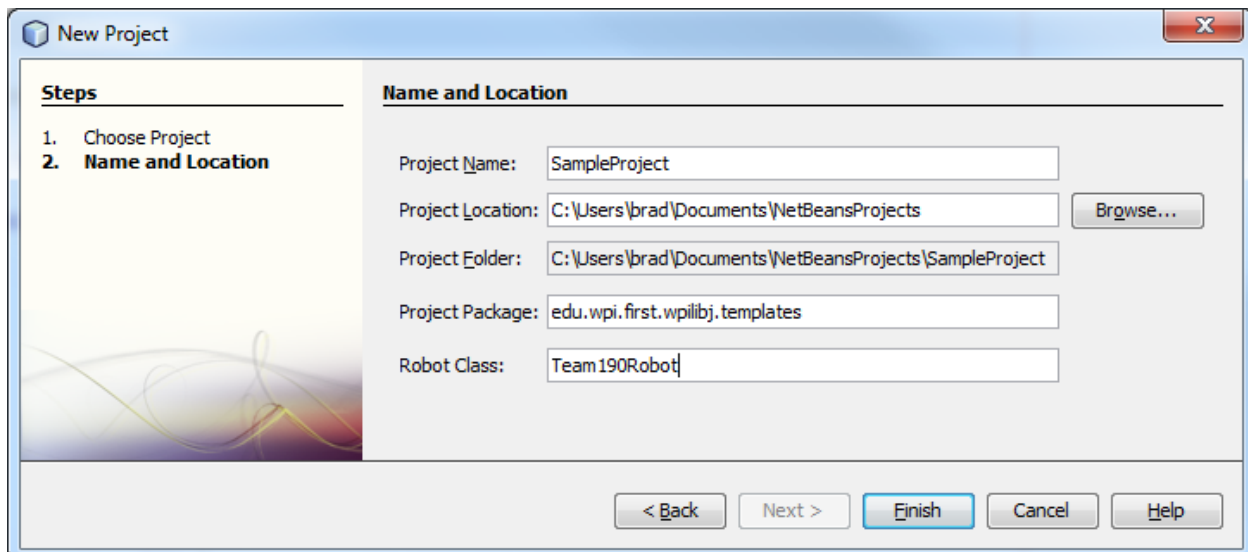 New Project
Steps
1. Choose Project
2. Name and Location
Name and Location
Project Name: SampleProject
Project Location: C:\Users\brad\Documents\NetBeansProjects Browse...
Project Folder: C:\Users\brad\Documents\NetBeansProjects\SampleProject
Project Package: edu.wpi.first.wpilibj.templates
Robot Class: Team190Robot
< Back Next > Finish Cancel Help